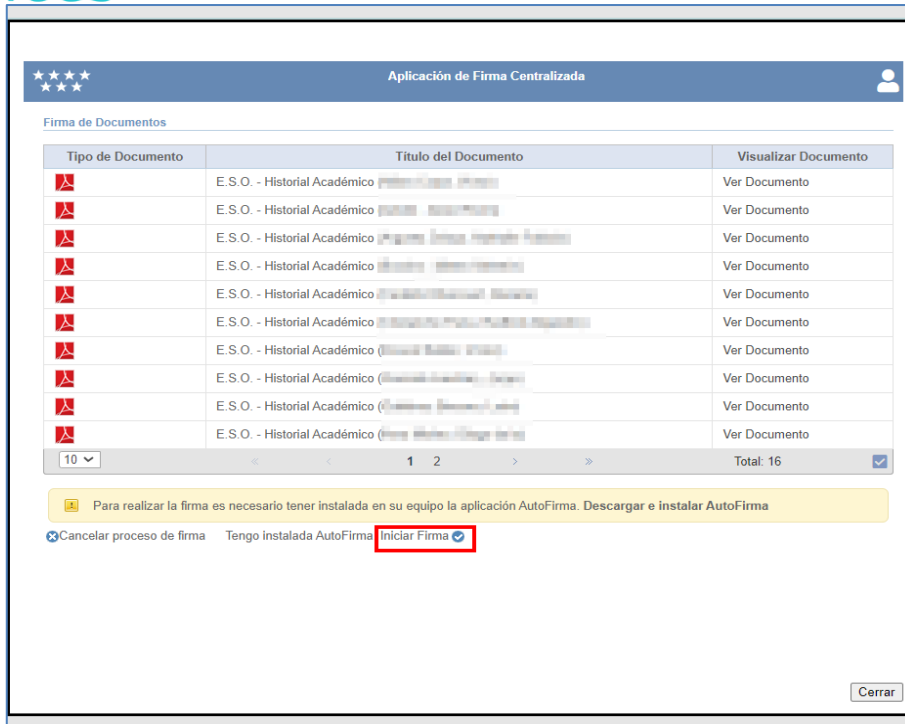 Aplicación de Firma Centralizada
Firma de Documentos
Tipo de Documento Título del Documento Visualizar Documento
E.S.O. - Historial Académico Ver Documento
E.S.O. - Historial Académico Ver Documento
E.S.O. - Historial Académico Ver Documento
E.S.O. - Historial Académico Ver Documento
E.S.O. - Historial Académico Ver Documento
E.S.O. - Historial Académico Ver Documento
E.S.O. - Historial Académico ( Ver Documento
E.S.O. - Historial Académico ( Ver Documento
E.S.O. - Historial Académico ( Ver Documento
E.S.O. - Historial Académico ( Ver Documento
10 « < 1 2 > » Total: 16
Para realizar la firma es necesario tener instalada en su equipo la aplicación AutoFirma. Descargar e instalar AutoFirma
Cancelar proceso de firma Tengo instalada AutoFirma Iniciar Firma
Cerrar